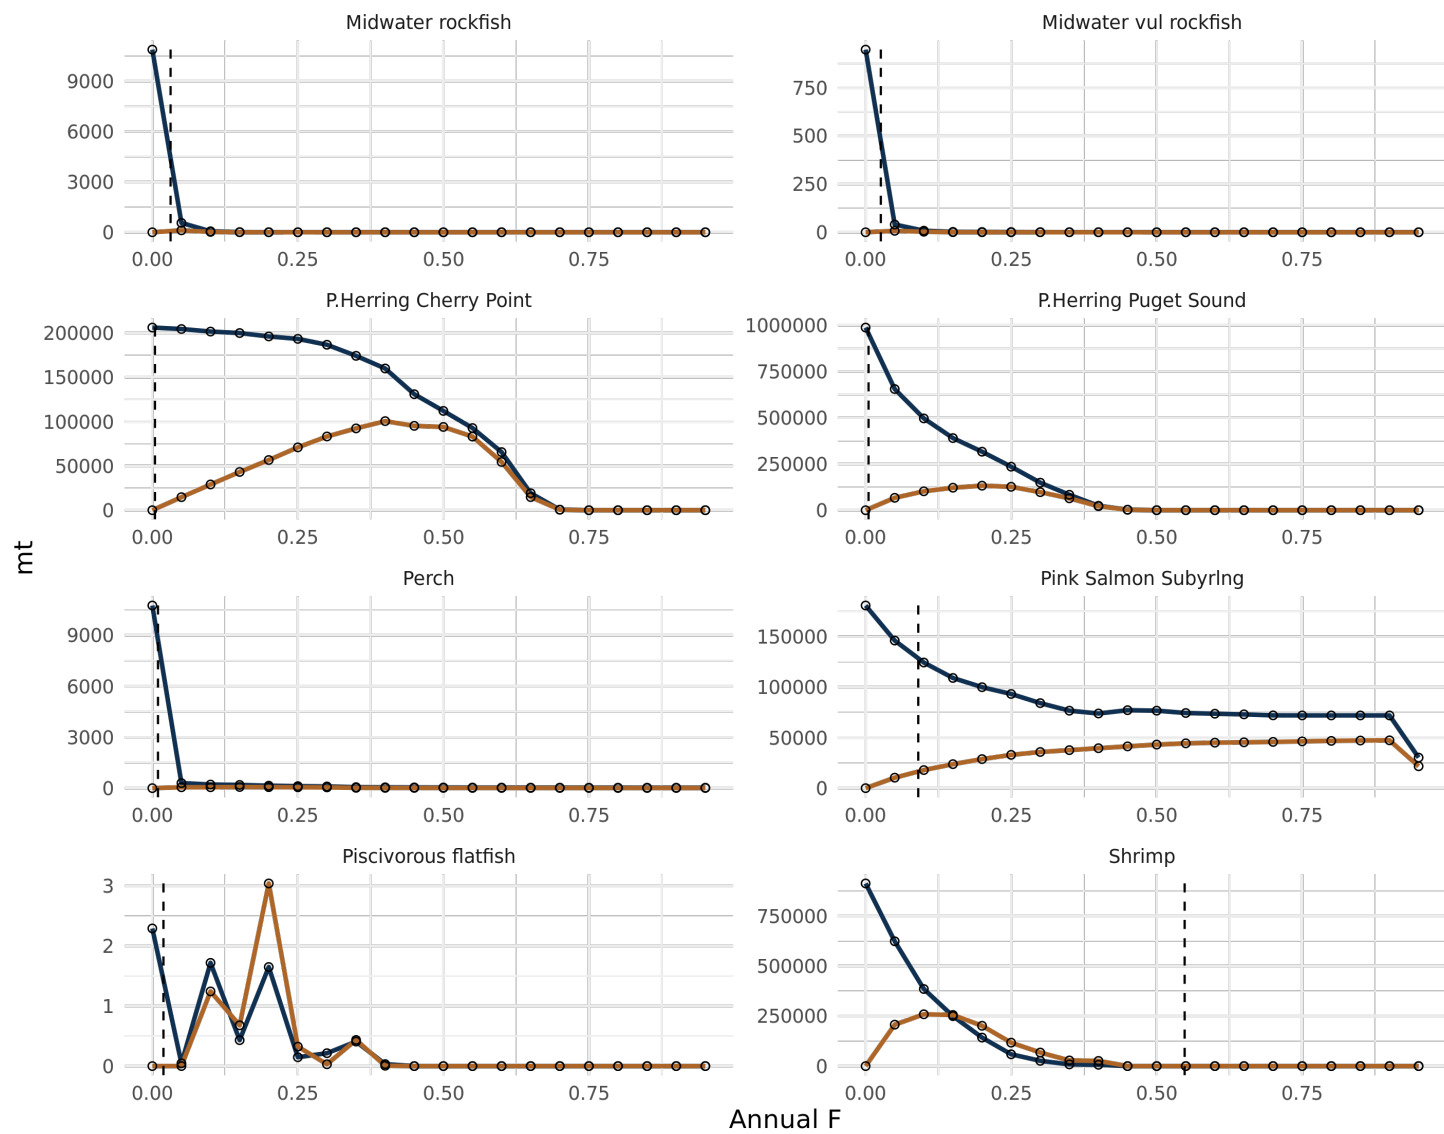 Midwater rockfish
Midwater vul rockfish
9000
6000
3000
0
750
500
250
0
0.00 0.25 0.50 0.75
0.00 0.25 0.50 0.75
P.Herring Cherry Point
P.Herring Puget Sound
200000
150000
100000
50000
0
1000000
750000
500000
250000
0
0.00 0.25 0.50 0.75
0.00 0.25 0.50 0.75
mt
Perch
Pink Salmon Subyrlng
9000
6000
3000
0
150000
100000
50000
0
0.00 0.25 0.50 0.75
0.00 0.25 0.50 0.75
Piscivorous flatfish
Shrimp
3
2
1
0
750000
500000
250000
0
0.00 0.25 0.50 0.75
0.00 0.25 0.50 0.75
Annual F